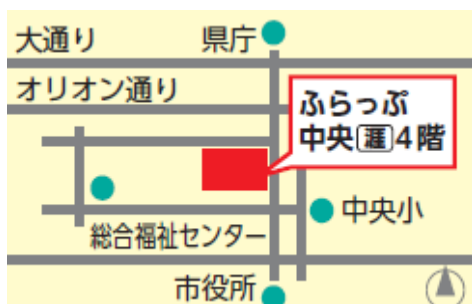 大通り 県庁
オリオン通り
ふらっぷ
中央 4階
中央小
総合福祉センター
市役所